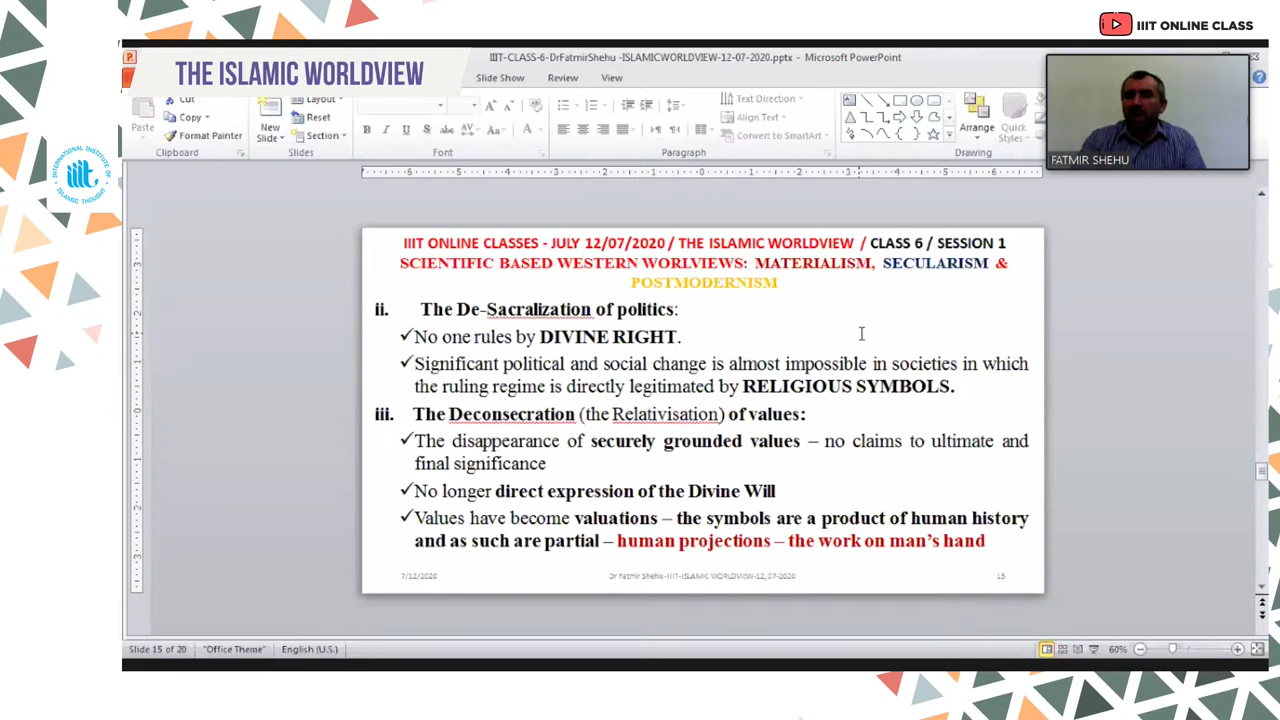 IIIT ONLINE CLASS
THE ISLAMIC WORLDVIEW
IIIT-CLASS-6-DrFatmirShehu -ISLAMICWORLDVIEW-12-07-2020.pptx - Microsoft PowerPoint
Slide Show Review View
Cut
Copy
Format Painter
Paste
Clipboard
New
Slide
Layout
Reset
Section
Slides
Font
Text Direction
Align Text
Convert to SmartArt
Paragraph
Arrange
Quick
Styles
Drawing
FATMIR SHEHU
INTERNATIONAL INSTITUTE OF ISLAMIC THOUGHT
iiit
IIIT ONLINE CLASSES - JULY 12/07/2020 / THE ISLAMIC WORLDVIEW / CLASS 6 / SESSION 1
SCIENTIFIC BASED WESTERN WORLVIEWS: MATERIALISM, SECULARISM &
POSTMODERNISM
ii. The De-Sacralization of politics:
✓No one rules by DIVINE RIGHT.
✓Significant political and social change is almost impossible in societies in which
the ruling regime is directly legitimated by RELIGIOUS SYMBOLS.
iii. The Deconsecration (the Relativisation) of values:
✓The disappearance of securely grounded values – no claims to ultimate and
final significance
✓No longer direct expression of the Divine Will
✓Values have become valuations – the symbols are a product of human history
and as such are partial – human projections – the work on man's hand
7/12/2020 Dr Fatmir Shehu-IIIT-ISLAMIC WORLDVIEW-12, 07-2020 15
Slide 15 of 20 "Office Theme" English (U.S.) 60%